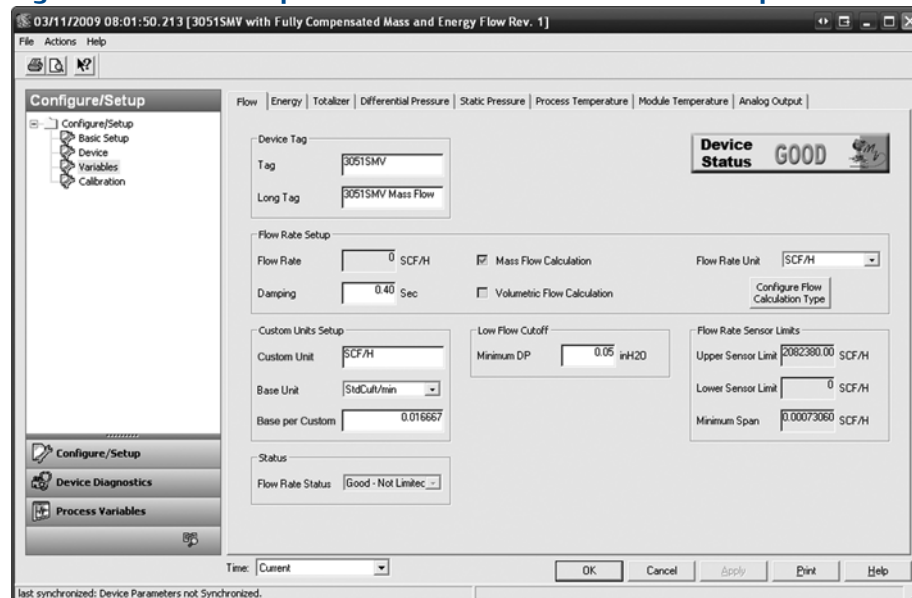 03/11/2009 08:01:50.213 [3051SMV with Fully Compensated Mass and Energy Flow Rev. 1]
File Actions Help
Configure/Setup
Configure/Setup
Basic Setup
Device
Variables
Calibration
Configure/Setup
Device Diagnostics
Process Variables
Flow Energy Totalizer Differential Pressure Static Pressure Process Temperature Module Temperature Analog Output
Device Tag
Tag 3051SMV
Long Tag 3051SMV Mass Flow
Device Status GOOD
Flow Rate Setup
Flow Rate 0 SCF/H
Mass Flow Calculation
Flow Rate Unit SCF/H
Damping 0.40 Sec
Volumetric Flow Calculation
Configure Flow
Calculation Type
Custom Units Setup
Custom Unit SCF/H
Base Unit StdCuft/min
Base per Custom 0.016667
Low Flow Cutoff
Minimum DP 0.05 inH2O
Flow Rate Sensor Limits
Upper Sensor Limit 2082380.00 SCF/H
Lower Sensor Limit 0 SCF/H
Minimum Span 0.00073060 SCF/H
Status
Flow Rate Status Good - Not Limitec
Time: Current
OK Cancel Apply Print Help
last synchronized: Device Parameters not Synchronized.